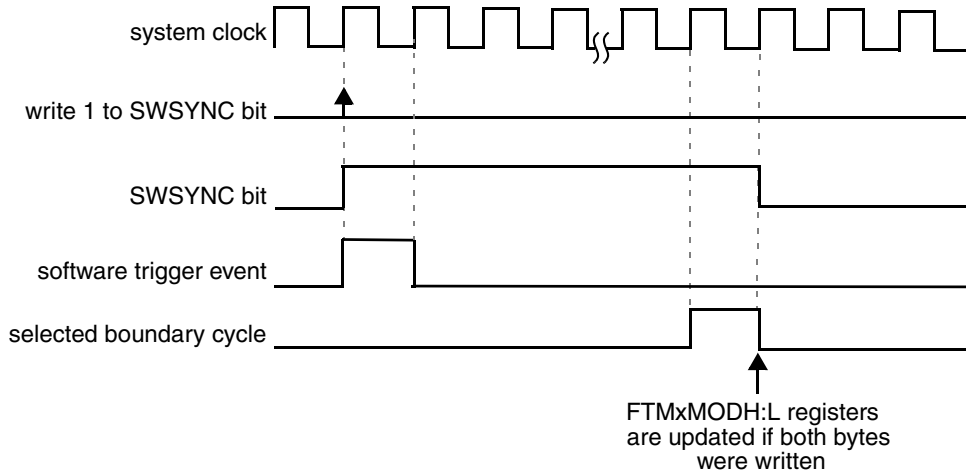 system clock
write 1 to SWSYNC bit
SWSYNC bit
software trigger event
selected boundary cycle
FTMxMODH:L registers
are updated if both bytes
were written